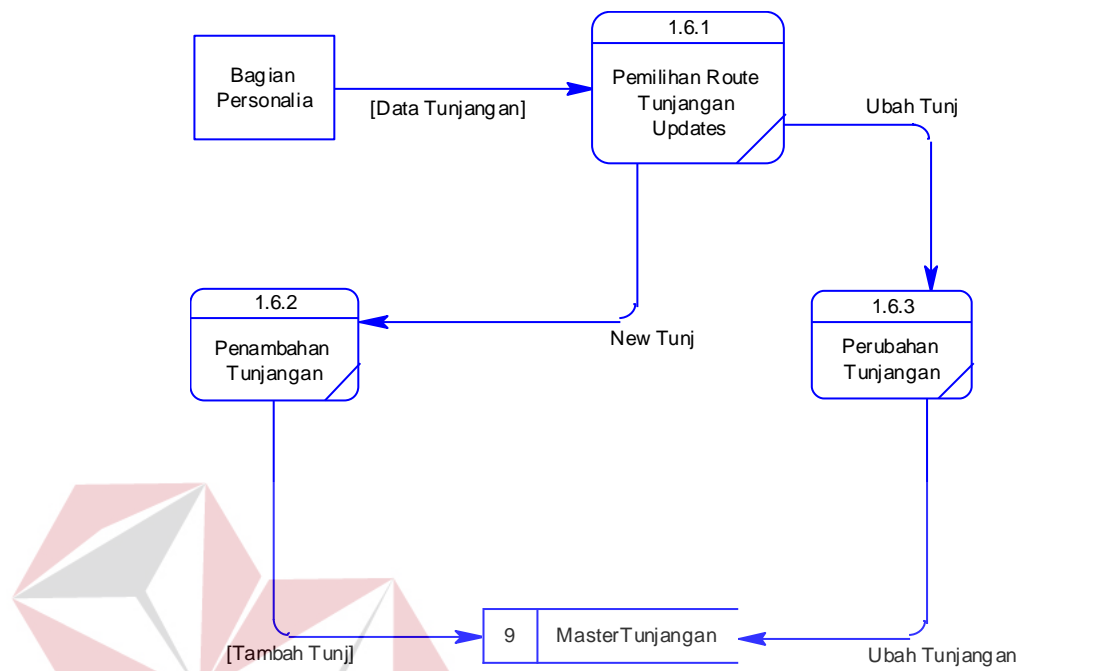 1.6.1
Bagian
Personalia
[Data Tunjangan]
Pemilihan Route
Tunjangan
Updates
Ubah Tunj
1.6.2
Penambahan
Tunjangan
New Tunj
1.6.3
Perubahan
Tunjangan
[Tambah Tunj]
9
MasterTunjangan
Ubah Tunjangan